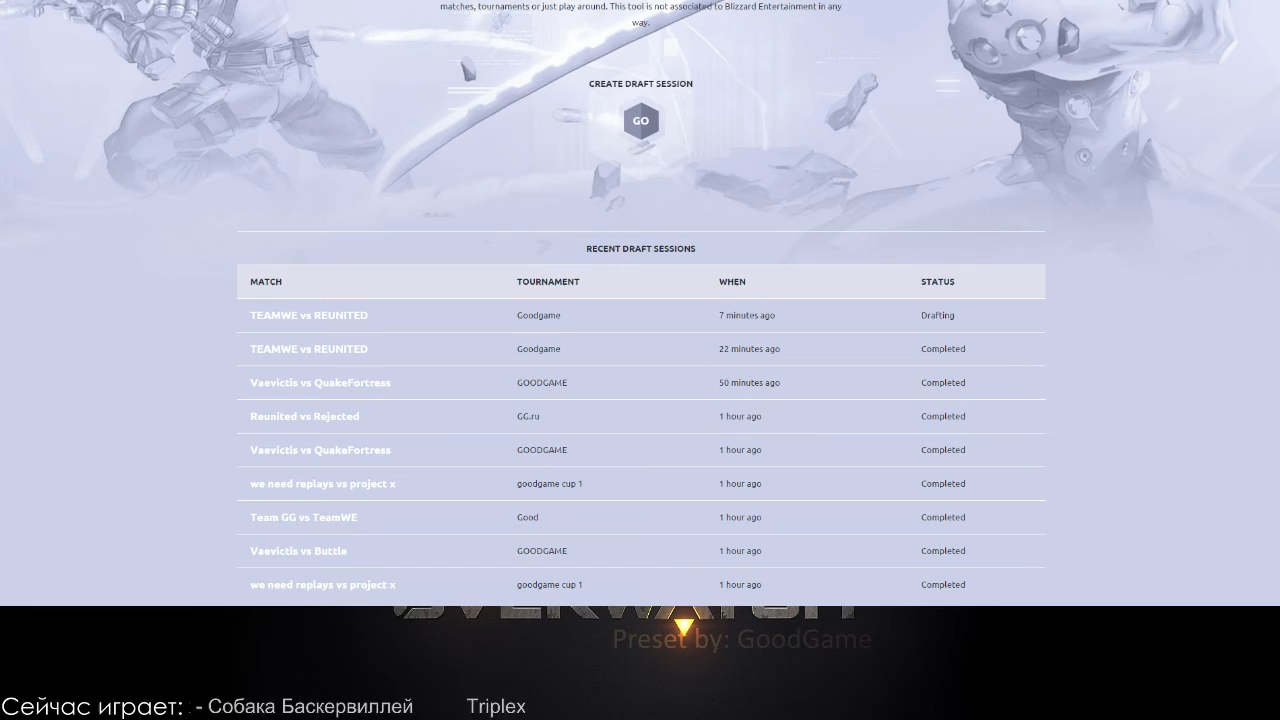 matches, tournaments or just play around. This tool is not associated to Blizzard Entertainment in any
way.
CREATE DRAFT SESSION
GO
RECENT DRAFT SESSIONS
MATCH TOURNAMENT WHEN STATUS
TEAMWE vs REUNITED Goodgame 7 minutes ago Drafting
TEAMWE vs REUNITED Goodgame 22 minutes ago Completed
Vaevictis vs QuakeFortress GOODGAME 50 minutes ago Completed
Reunited vs Rejected GG.ru 1 hour ago Completed
Vaevictis vs QuakeFortress GOODGAME 1 hour ago Completed
we need replays vs project x goodgame cup 1 1 hour ago Completed
Team GG vs TeamWE Good 1 hour ago Completed
Vaevictis vs Buttle GOODGAME 1 hour ago Completed
we need replays vs project x goodgame cup 1 1 hour ago Completed
OVERWATCH
Preset by: GoodGame
Сейчас играет: - Собака Баскервиллей Triplex